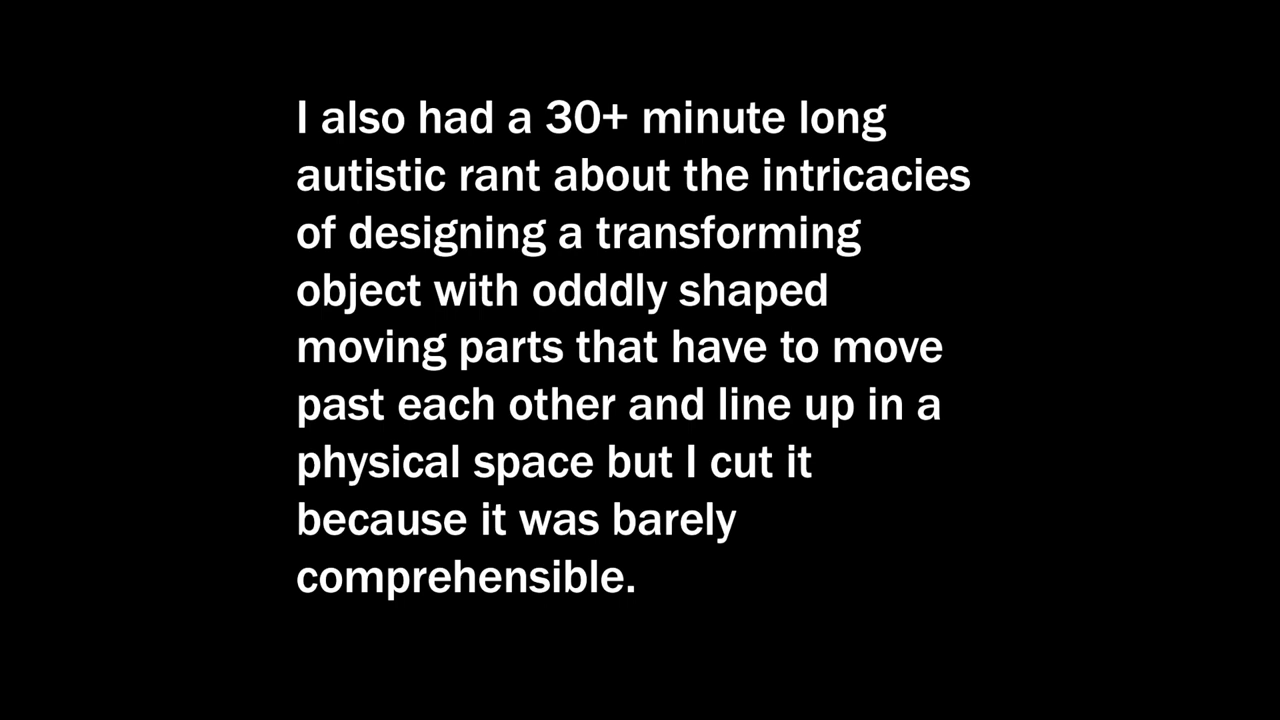 I also had a 30+ minute long
autistic rant about the intricacies
of designing a transforming
object with odddly shaped
moving parts that have to move
past each other and line up in a
physical space but I cut it
because it was barely
comprehensible.